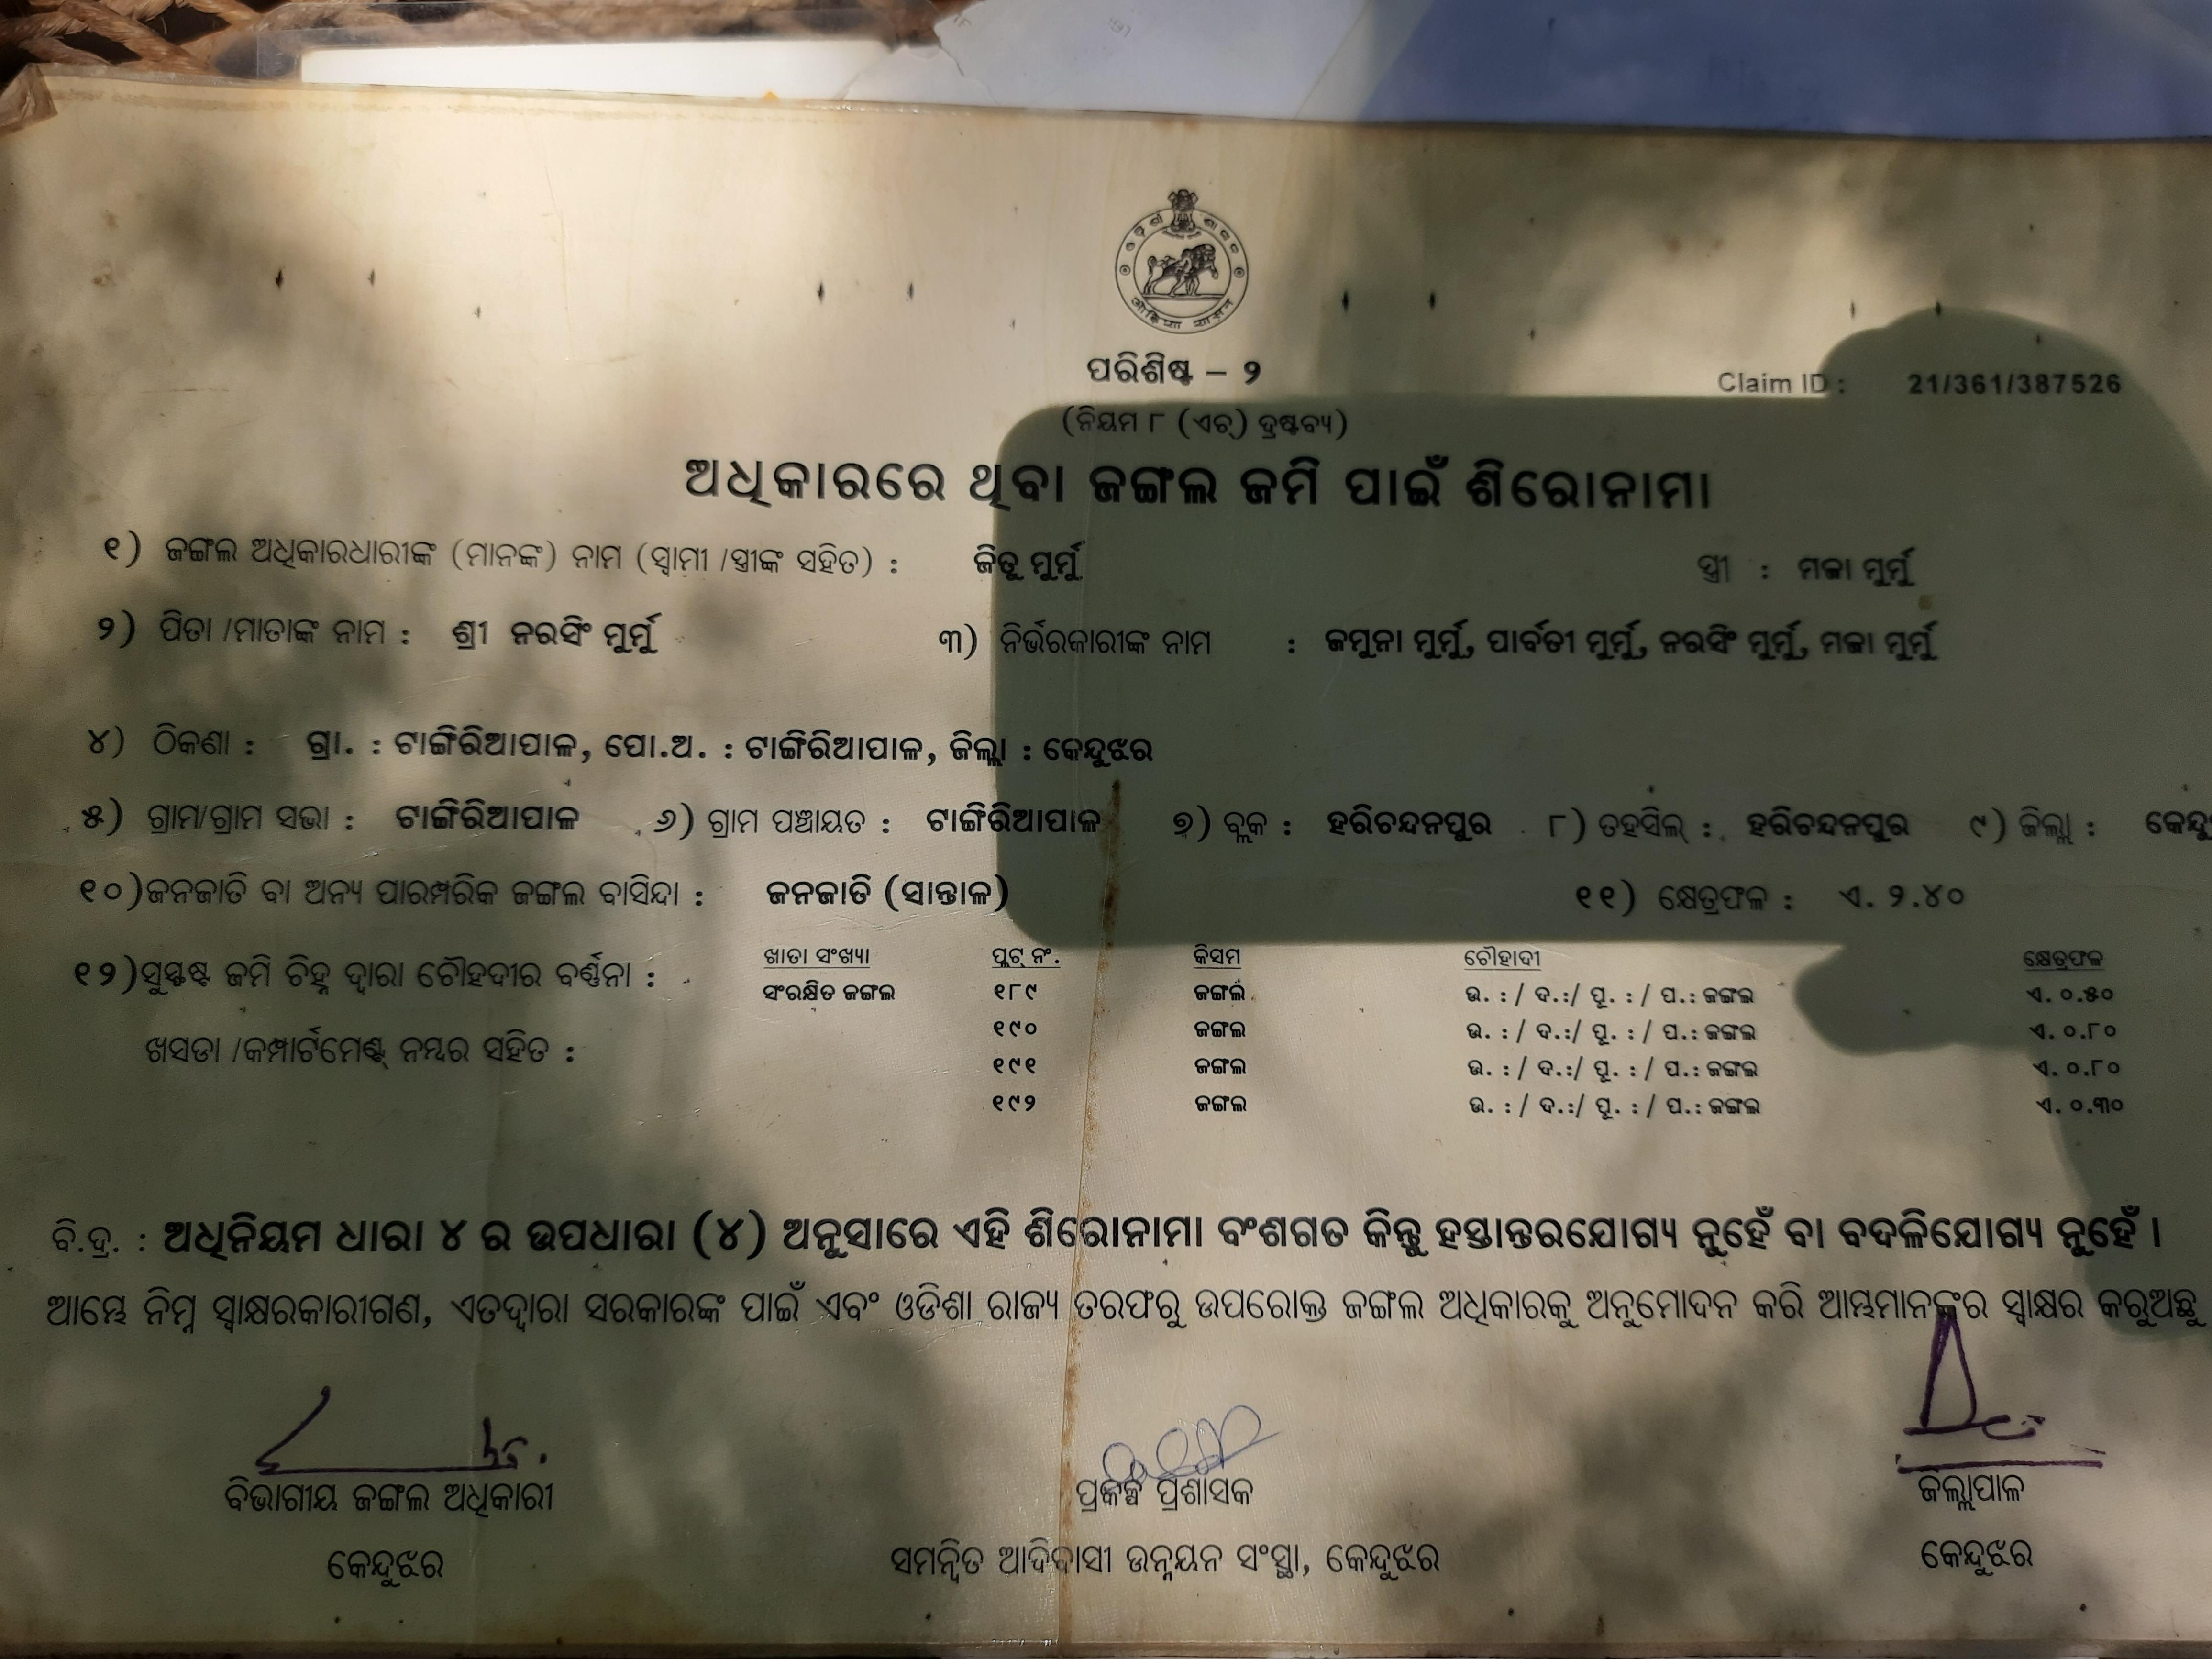 ପରିଶିଷ୍ଟ – ୨
Claim ID : 21/361/387526
(ନିୟମ ୮ (ଏଚ୍) ଦ୍ରଷ୍ଟବ୍ୟ)
ଅଧିକାରରେ ଥିବା ଜଙ୍ଗଲ ଜମି ପାଇଁ ଶିରୋନାମା
୧) ଜଙ୍ଗଲ ଅଧିକାରଧାରୀଙ୍କ (ମାନଙ୍କ) ନାମ (ସ୍ୱାମୀ /ସ୍ତ୍ରୀଙ୍କ ସହିତ) : ଜିତୁ ମୁର୍ମୁ ସ୍ତ୍ରୀ : ମଜା ମୁର୍ମୁ
୨) ପିତା /ମାତାଙ୍କ ନାମ : ଶ୍ରୀ ନରସିଂ ମୁର୍ମୁ ୩) ନିର୍ଭରକାରୀଙ୍କ ନାମ : ଜମୁନା ମୁର୍ମୁ, ପାର୍ବତୀ ମୁର୍ମୁ, ନରସିଂ ମୁର୍ମୁ, ମଜା ମୁର୍ମୁ
୪) ଠିକଣା : ଗ୍ରା. : ଟାଙ୍ଗିରିଆପାଳ, ପୋ.ଅ. : ଟାଙ୍ଗିରିଆପାଳ, ଜିଲ୍ଲା : କେନ୍ଦୁଝର
୫) ଗ୍ରାମ/ଗ୍ରାମ ସଭା : ଟାଙ୍ଗିରିଆପାଳ ୬) ଗ୍ରାମ ପଞ୍ଚାୟତ : ଟାଙ୍ଗିରିଆପାଳ ୭) ବ୍ଲକ : ହରିଚନ୍ଦନପୁର ୮) ତହସିଲ୍ : ହରିଚନ୍ଦନପୁର ୯) ଜିଲ୍ଲା :
୧୦)ଜନଜାତି ବା ଅନ୍ୟ ପାରମ୍ପରିକ ଜଙ୍ଗଲ ବାସିନ୍ଦା : ଜନଜାତି (ସାନ୍ତାଳ) ୧୧) କ୍ଷେତ୍ରଫଳ : ଏ. ୨.୪୦
୧୨)ସୁସ୍ପଷ୍ଟ ଜମି ଚିହ୍ନ ଦ୍ୱାରା ଚୌହଦୀର ବର୍ଣ୍ଣନା : ଖାତା ସଂଖ୍ୟା ପ୍ଲଟ୍ ନଂ. କିସମ ଚୌହାଦୀ କ୍ଷେତ୍ରଫଳ
ସଂରକ୍ଷିତ ଜଙ୍ଗଲ ୧୮୯ ଜଙ୍ଗଲ ଉ. : / ଦ.:/ ପୂ. : / ପ.: ଜଙ୍ଗଲ ଏ. ୦.୫୦
୧୯୦ ଜଙ୍ଗଲ ଉ. : / ଦ.:/ ପୂ. : / ପ.: ଜଙ୍ଗଲ ଏ. ୦.୮୦
ଖସଡା /କମ୍ପାର୍ଟମେଣ୍ଟ୍ ନମ୍ବର ସହିତ :
୧୯୧ ଜଙ୍ଗଲ ଉ. : / ଦ.:/ ପୂ. : / ପ.: ଜଙ୍ଗଲ ଏ. ୦.୮୦
୧୯୨ ଜଙ୍ଗଲ ଉ. : / ଦ.:/ ପୂ. : / ପ.: ଜଙ୍ଗଲ ଏ. ୦.୩୦
ବି.ଦ୍ର. : ଅଧିନିୟମ ଧାରା ୪ ର ଉପଧାରା (୪) ଅନୁସାରେ ଏହି ଶିରୋନାମା ବଂଶଗତ କିନ୍ତୁ ହସ୍ତାନ୍ତରଯୋଗ୍ୟ ନୁହେଁ ବା ବଦଳିଯୋଗ୍ୟ ନୁହେଁ ।
ଆମ୍ଭେ ନିମ୍ନ ସ୍ୱାକ୍ଷରକାରୀଗଣ, ଏତଦ୍ୱାରା ସରକାରଙ୍କ ପାଇଁ ଏବଂ ଓଡିଶା ରାଜ୍ୟ ତରଫରୁ ଉପରୋକ୍ତ ଜଙ୍ଗଲ ଅଧିକାରକୁ ଅନୁମୋଦନ କରି ଆମ୍ଭମାନଙ୍କର ସ୍ୱାକ୍ଷର କରୁଅଛୁ
ବିଭାଗୀୟ ଜଙ୍ଗଲ ଅଧିକାରୀ ପ୍ରକଳ୍ପ ପ୍ରଶାସକ ଜିଲ୍ଲାପାଳ
କେନ୍ଦୁଝର ସମନ୍ୱିତ ଆଦିବାସୀ ଉନ୍ନୟନ ସଂସ୍ଥା, କେନ୍ଦୁଝର କେନ୍ଦୁଝର